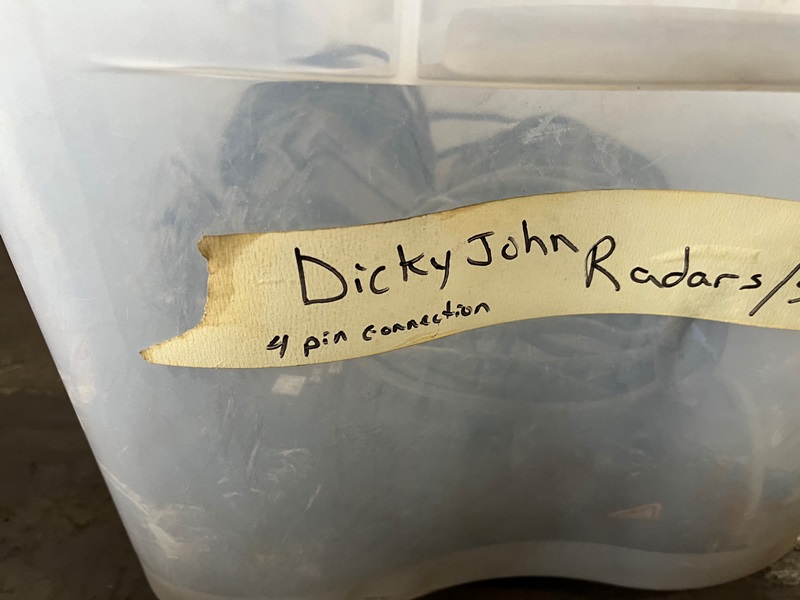 Dicky John Radars/
4 pin connection